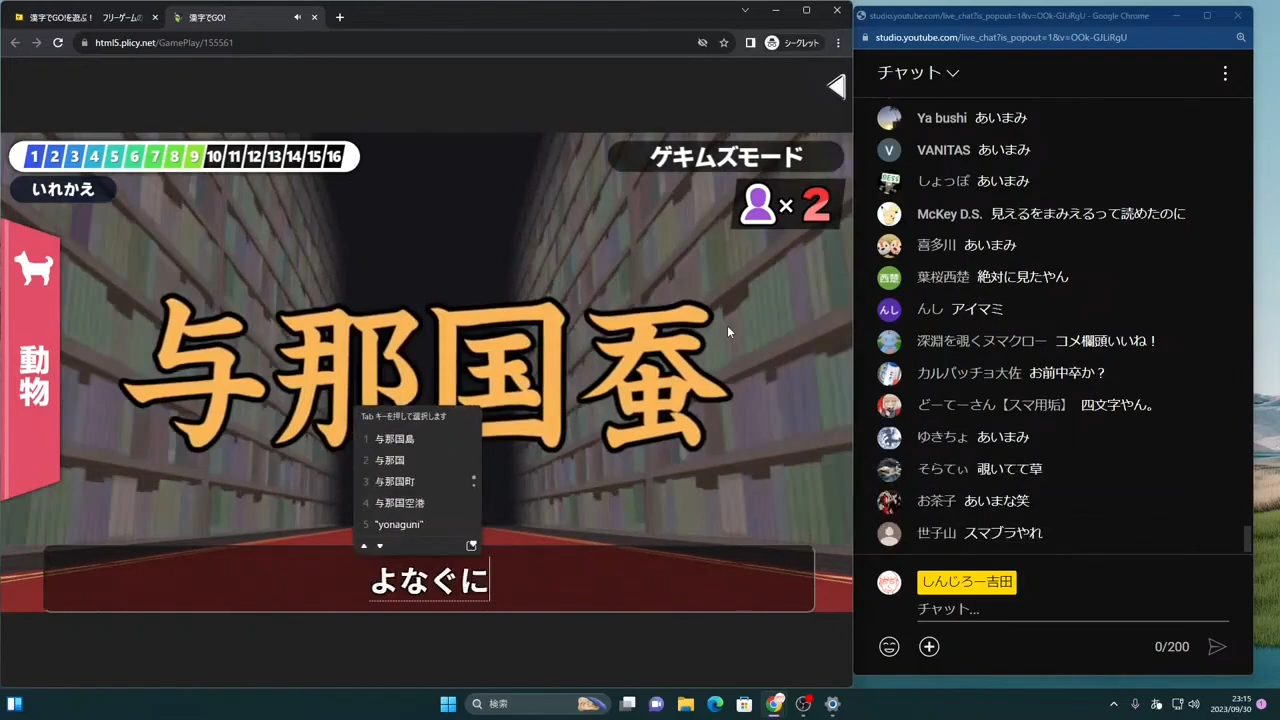 漢字でGO!を遊ぶ！ フリーゲームの
漢字でGO!
html5.plicy.net/GamePlay/155561
シークレット
1 2 3 4 5 6 7 8 9 10 11 12 13 14 15 16
いれかえ
ゲキムズモード
× 2
動物
与那国蚕
Tab キーを押して選択します
1 与那国島
2 与那国
3 与那国町
4 与那国空港
5 "yonaguni"
よなぐに
studio.youtube.com/live_chat?is_popout=1&v=OOk-GJLiRgU - Google Chrome
studio.youtube.com/live_chat?is_popout=1&v=OOk-GJLiRgU
チャット
Ya bushi あいまみ
V
VANITAS あいまみ
しょっぽ あいまみ
McKey D.S. 見えるをまみえるって読めたのに
喜多川 あいまみ
西楚
葉桜西楚 絶対に見たやん
んし
んし アイマミ
深淵を覗くヌマクロー コメ欄頭いいね！
カルパッチョ大佐 お前中卒か？
どーてーさん【スマ用垢】 四文字やん。
ゆきちょ あいまみ
そらてぃ 覗いてて草
お茶子 あいまな笑
世子山 スマブラやれ
しんじろー吉田
チャット...
0/200
検索
23:15
2023/09/30
1